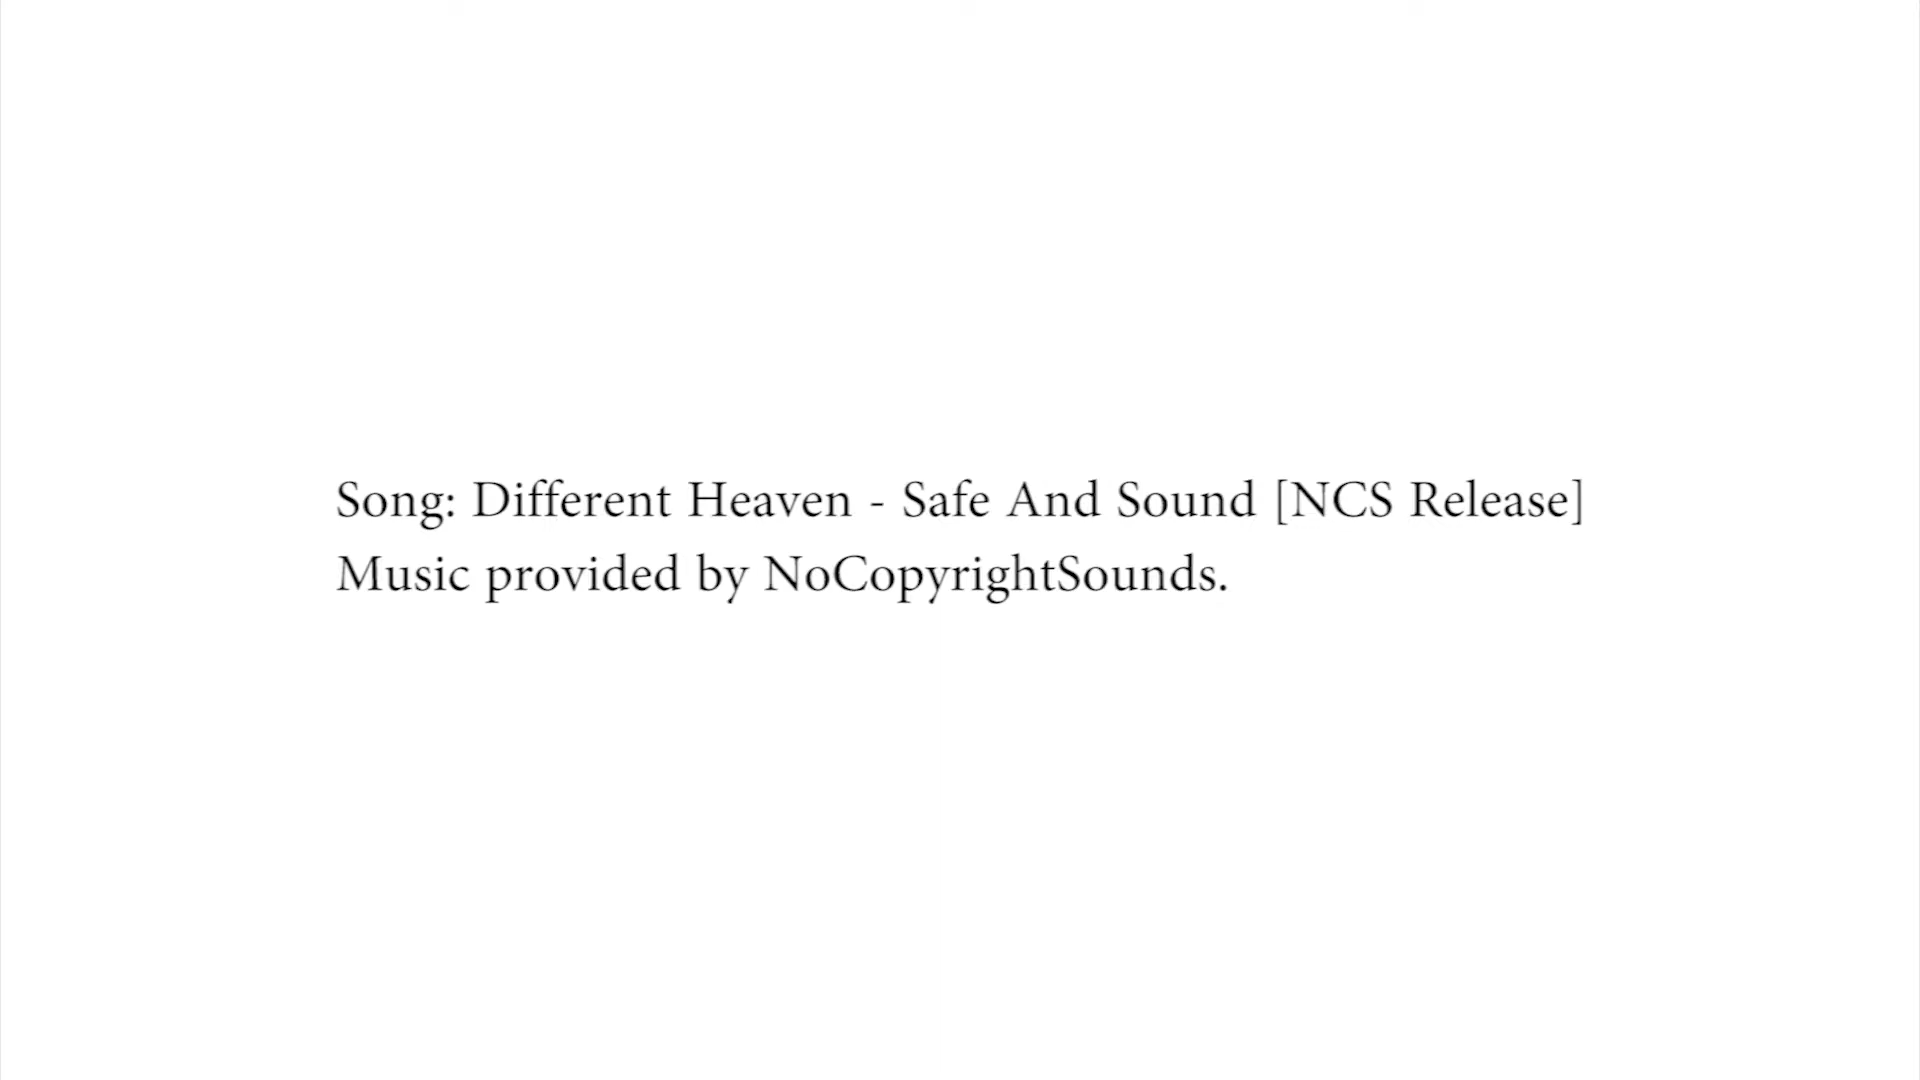 Song: Different Heaven - Safe And Sound [NCS Release]
Music provided by NoCopyrightSounds.